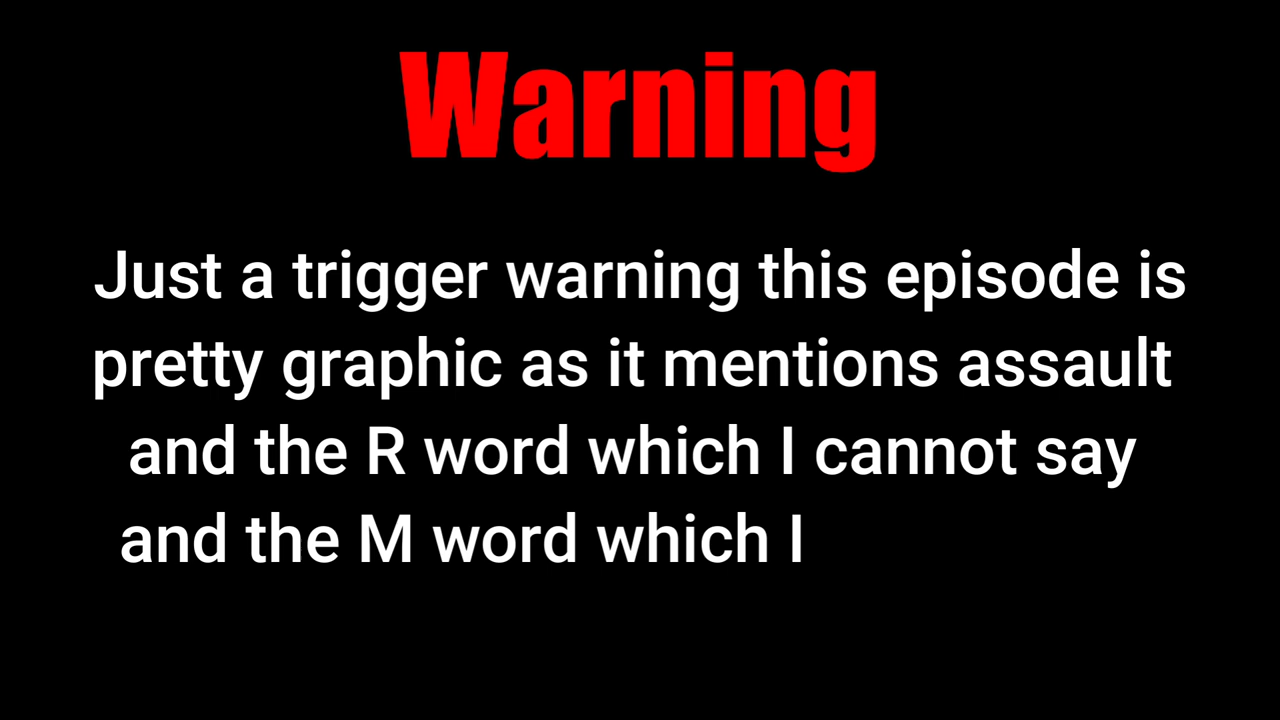 Warning
Just a trigger warning this episode is
pretty graphic as it mentions assault
and the R word which I cannot say
and the M word which I